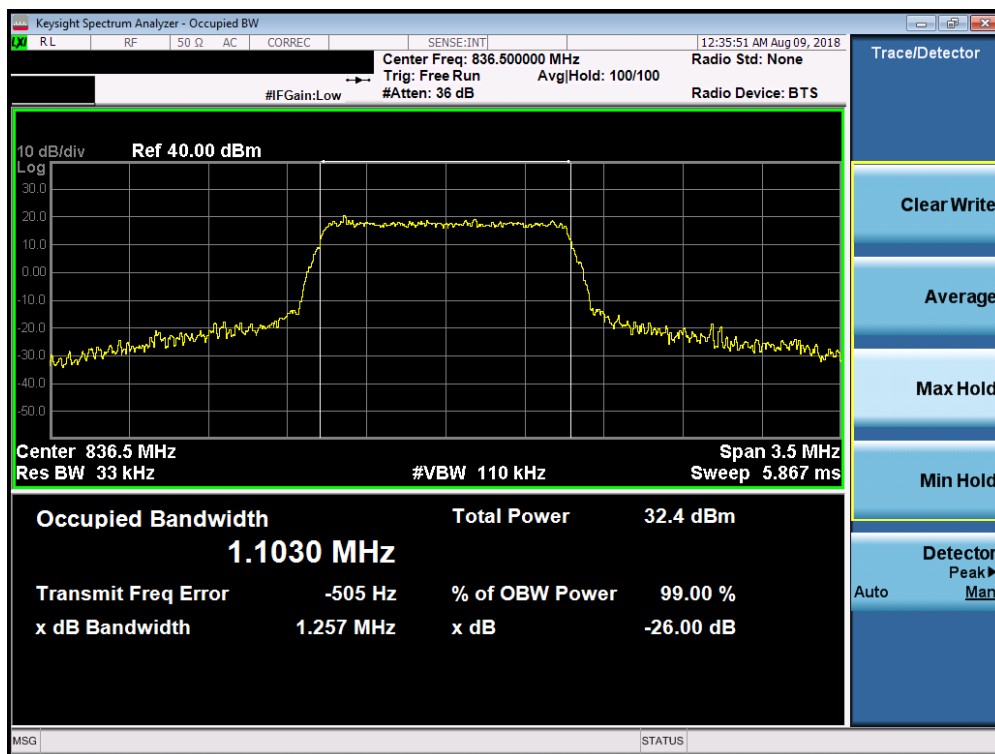 Keysight Spectrum Analyzer - Occupied BW
LXI RL RF 50 Ω AC CORREC SENSE:INT 12:35:51 AM Aug 09, 2018
Center Freq: 836.500000 MHz Radio Std: None
Trig: Free Run Avg|Hold: 100/100
#IFGain:Low #Atten: 36 dB Radio Device: BTS
Trace/Detector
10 dB/div Ref 40.00 dBm
Log
30.0
20.0
10.0
0.00
-10.0
-20.0
-30.0
-40.0
-50.0
Center 836.5 MHz Span 3.5 MHz
Res BW 33 kHz #VBW 110 kHz Sweep 5.867 ms
Occupied Bandwidth Total Power 32.4 dBm
1.1030 MHz
Transmit Freq Error -505 Hz % of OBW Power 99.00 %
x dB Bandwidth 1.257 MHz x dB -26.00 dB
Clear Write
Average
Max Hold
Min Hold
Detector
Peak▶
Auto Man
MSG STATUS